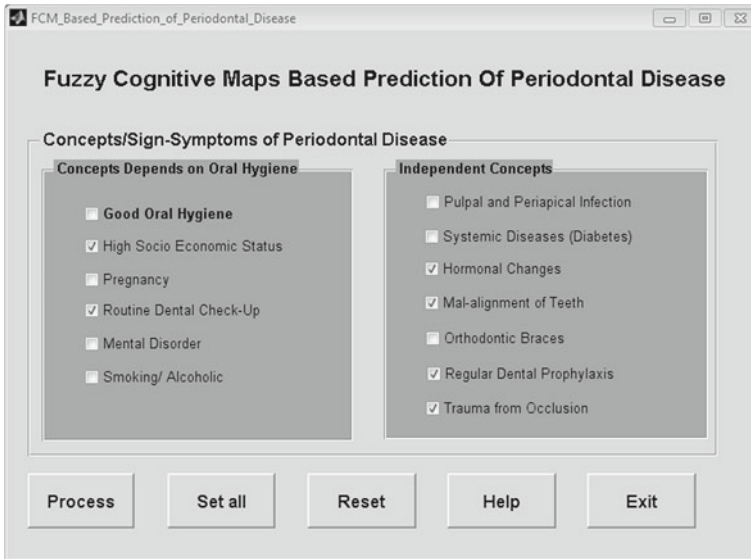 FCM_Based_Prediction_of_Periodontal_Disease
Fuzzy Cognitive Maps Based Prediction Of Periodontal Disease
Concepts/Sign-Symptoms of Periodontal Disease
Concepts Depends on Oral Hygiene
Good Oral Hygiene
High Socio Economic Status
Pregnancy
Routine Dental Check-Up
Mental Disorder
Smoking/ Alcoholic
Independent Concepts
Pulpal and Periapical Infection
Systemic Diseases (Diabetes)
Hormonal Changes
Mal-alignment of Teeth
Orthodontic Braces
Regular Dental Prophylaxis
Trauma from Occlusion
Process
Set all
Reset
Help
Exit